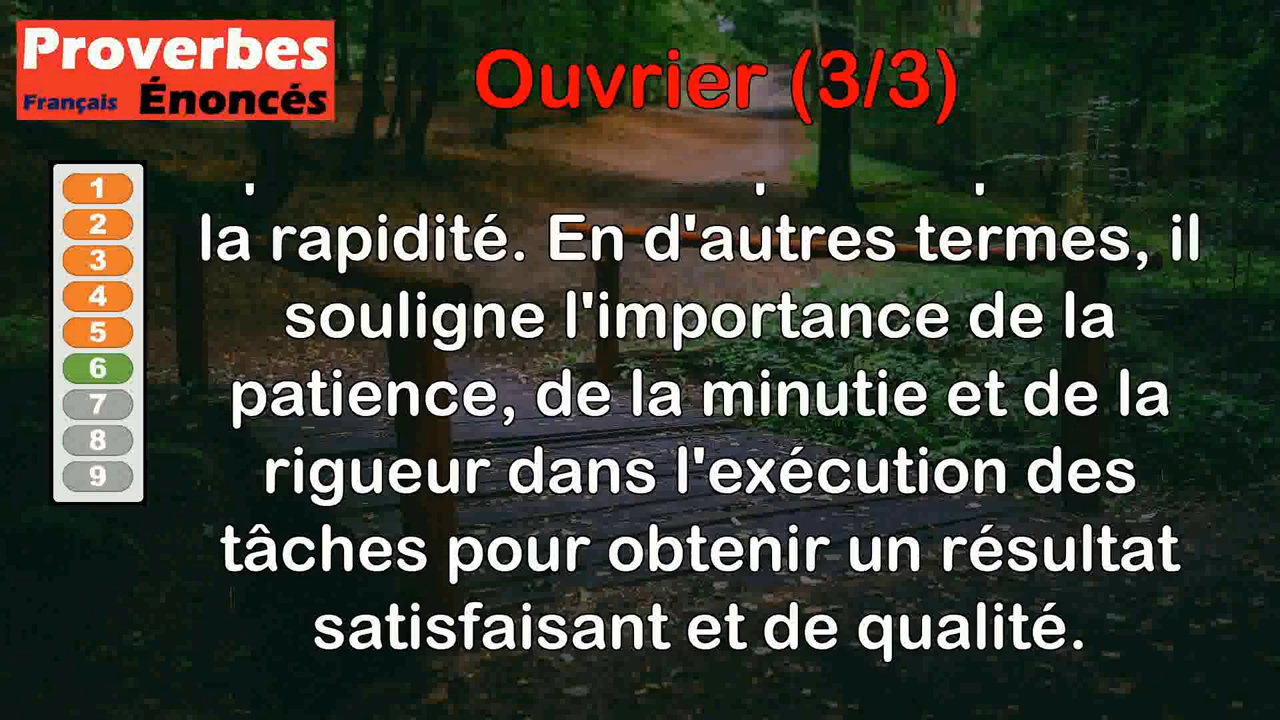 Proverbes
Français Énoncés
Ouvrier (3/3)
1
2
3
4
5
6
7
8
9
la rapidité. En d'autres termes, il
souligne l'importance de la
patience, de la minutie et de la
rigueur dans l'exécution des
tâches pour obtenir un résultat
satisfaisant et de qualité.